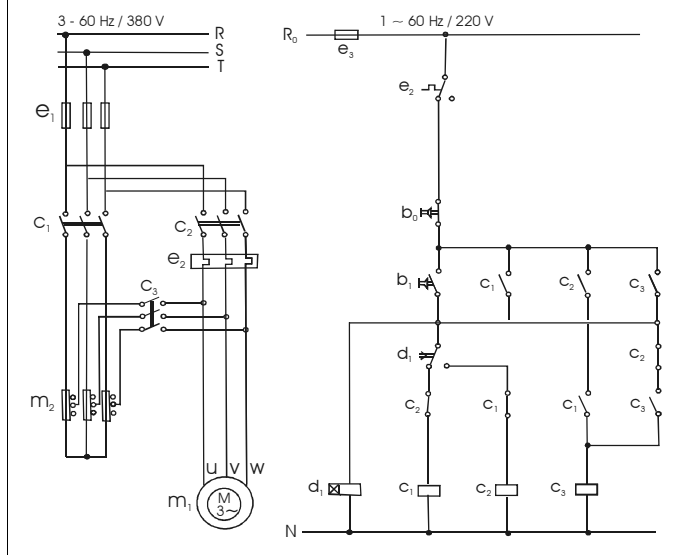 3 - 60 Hz / 380 V
R
S
T
e₁
C₁
C₂
e₂
C₃
m₂
u v w
m₁
M
3~
1 ~ 60 Hz / 220 V
R₀
e₃
e₂
b₀
b₁
C₁
C₂
C₃
d₁
C₂
C₂
C₁
C₁
C₃
d₁
C₁
C₂
C₃
N